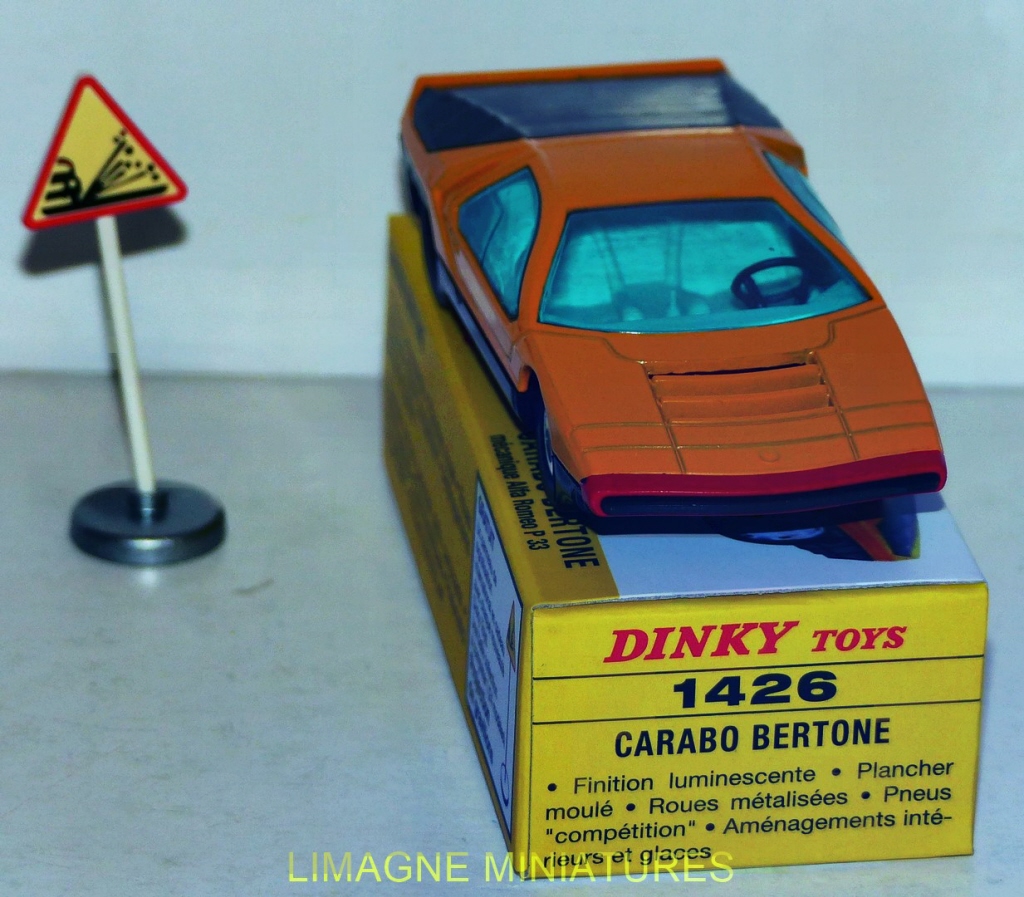 CARABO BERTONE
mécanique Alfa Romeo P 33
DINKY TOYS
1426
CARABO BERTONE
• Finition luminescente • Plancher
moulé • Roues métalisées • Pneus
"compétition" • Aménagements inté-
rieurs et glaces
LIMAGNE MINIATURES